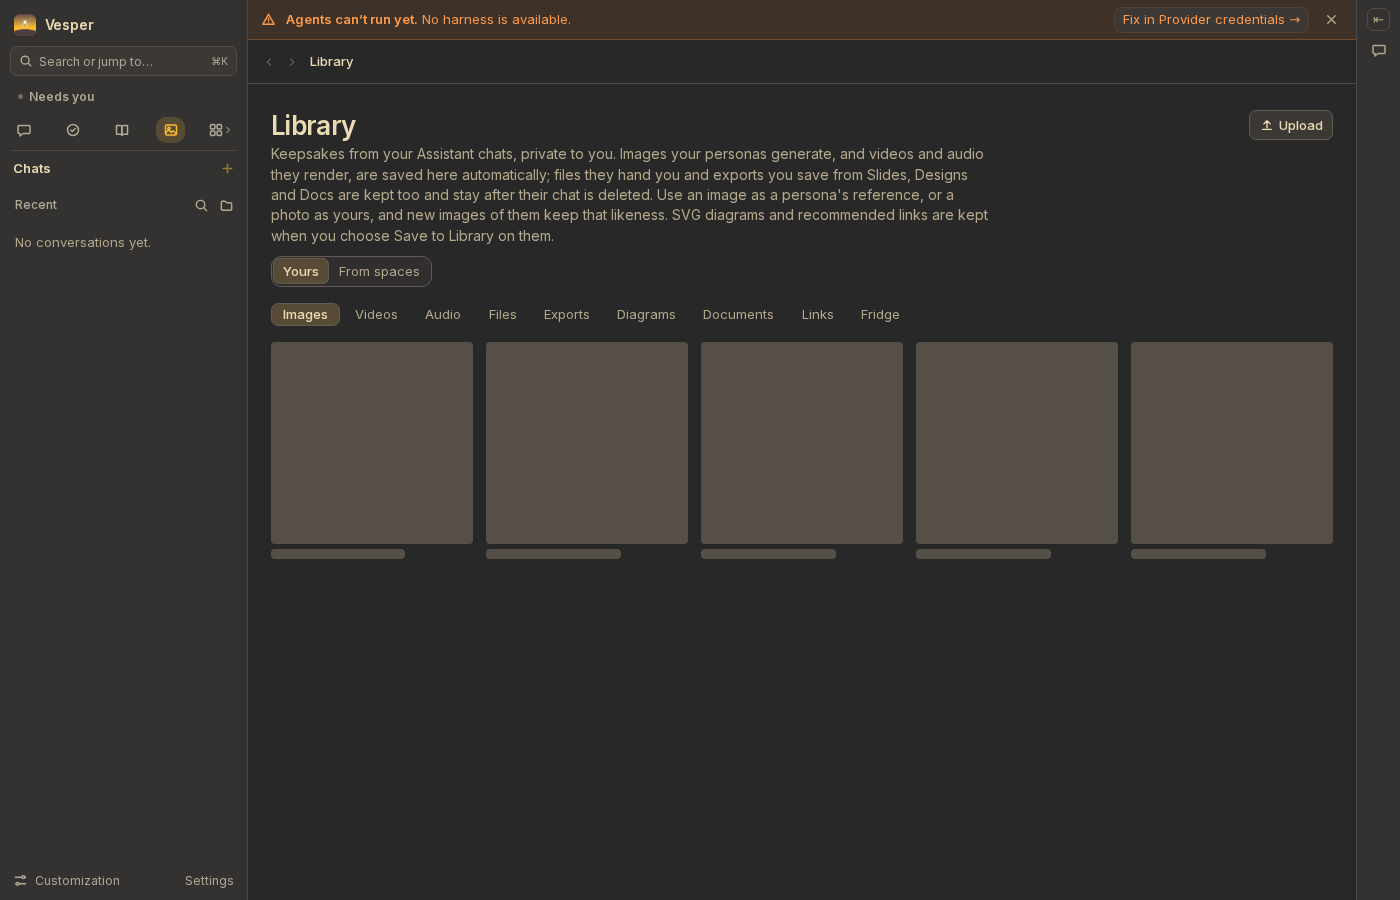 Vesper
Search or jump to…
⌘K
Needs you
Chats
Recent
No conversations yet.
Customization
Settings
Agents can’t run yet. No harness is available.
Fix in Provider credentials →
Library
Library
Upload
Keepsakes from your Assistant chats, private to you. Images your personas generate, and videos and audio
they render, are saved here automatically; files they hand you and exports you save from Slides, Designs
and Docs are kept too and stay after their chat is deleted. Use an image as a persona's reference, or a
photo as yours, and new images of them keep that likeness. SVG diagrams and recommended links are kept
when you choose Save to Library on them.
Yours
From spaces
Images
Videos
Audio
Files
Exports
Diagrams
Documents
Links
Fridge